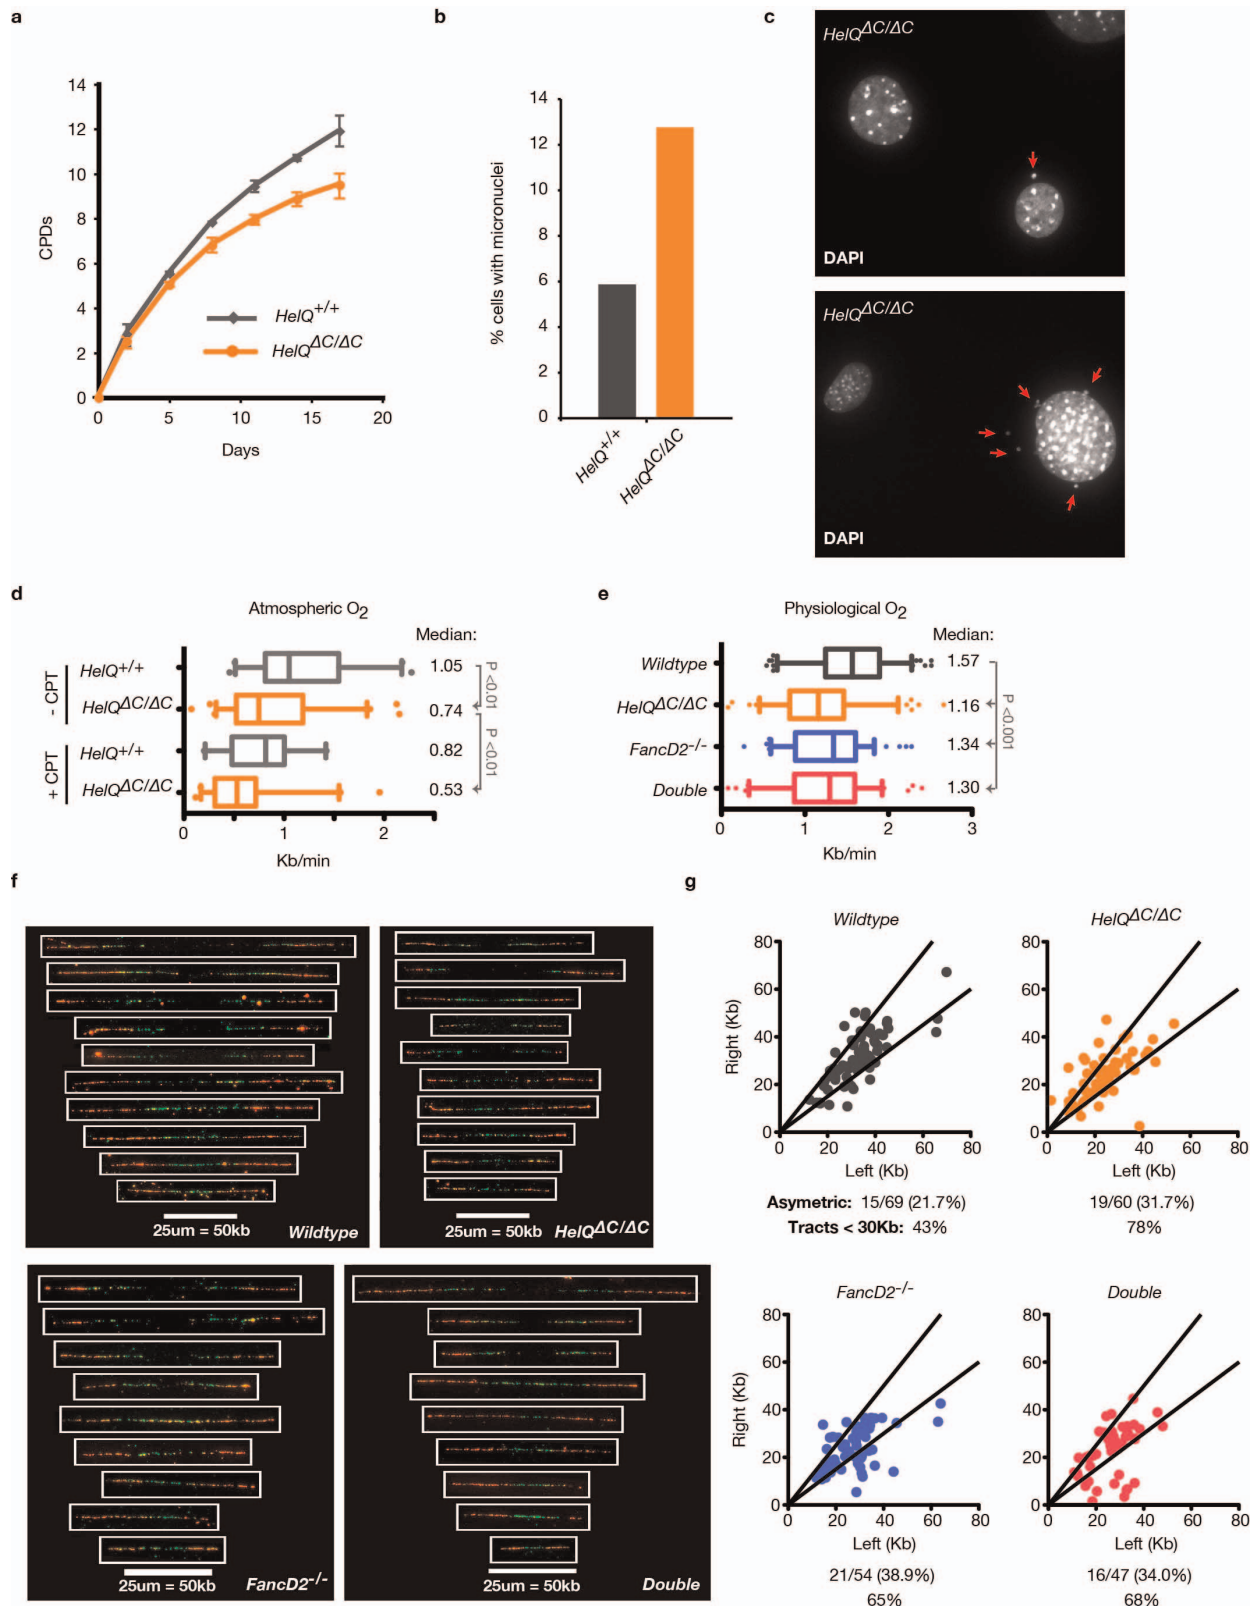 a
14
12
10
8
6
4
2
0
CPDs
0 5 10 15 20
Days
HelQ+/+
HelQΔC/ΔC
b
14
12
10
8
6
4
2
0
% cells with micronuclei
HelQ+/+
HelQΔC/ΔC
c
HelQΔC/ΔC
DAPI
HelQΔC/ΔC
DAPI
d
Atmospheric O2
Median:
- CPT
HelQ+/+ 1.05
HelQΔC/ΔC 0.74
+ CPT
HelQ+/+ 0.82
HelQΔC/ΔC 0.53
P <0.01
P <0.01
0 1 2
Kb/min
e
Physiological O2
Median:
Wildtype 1.57
HelQΔC/ΔC 1.16
FancD2-/- 1.34
Double 1.30
P <0.001
0 1 2 3
Kb/min
f
25um = 50kb
Wildtype
25um = 50kb
HelQΔC/ΔC
25um = 50kb
FancD2-/-
25um = 50kb
Double
g
Wildtype
80
60
40
20
0
Right (Kb)
0 20 40 60 80
Left (Kb)
Asymetric: 15/69 (21.7%)
Tracts < 30Kb: 43%
HelQΔC/ΔC
80
60
40
20
0
0 20 40 60 80
Left (Kb)
19/60 (31.7%)
78%
FancD2-/-
80
60
40
20
0
Right (Kb)
0 20 40 60 80
Left (Kb)
21/54 (38.9%)
65%
Double
80
60
40
20
0
0 20 40 60 80
Left (Kb)
16/47 (34.0%)
68%